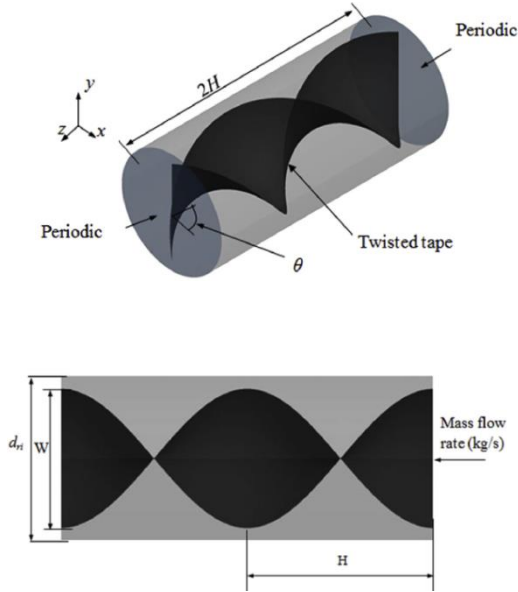 Periodic
2H
y
z
x
Periodic
Twisted tape
θ
d_ri
W
Mass flow
rate (kg/s)
H